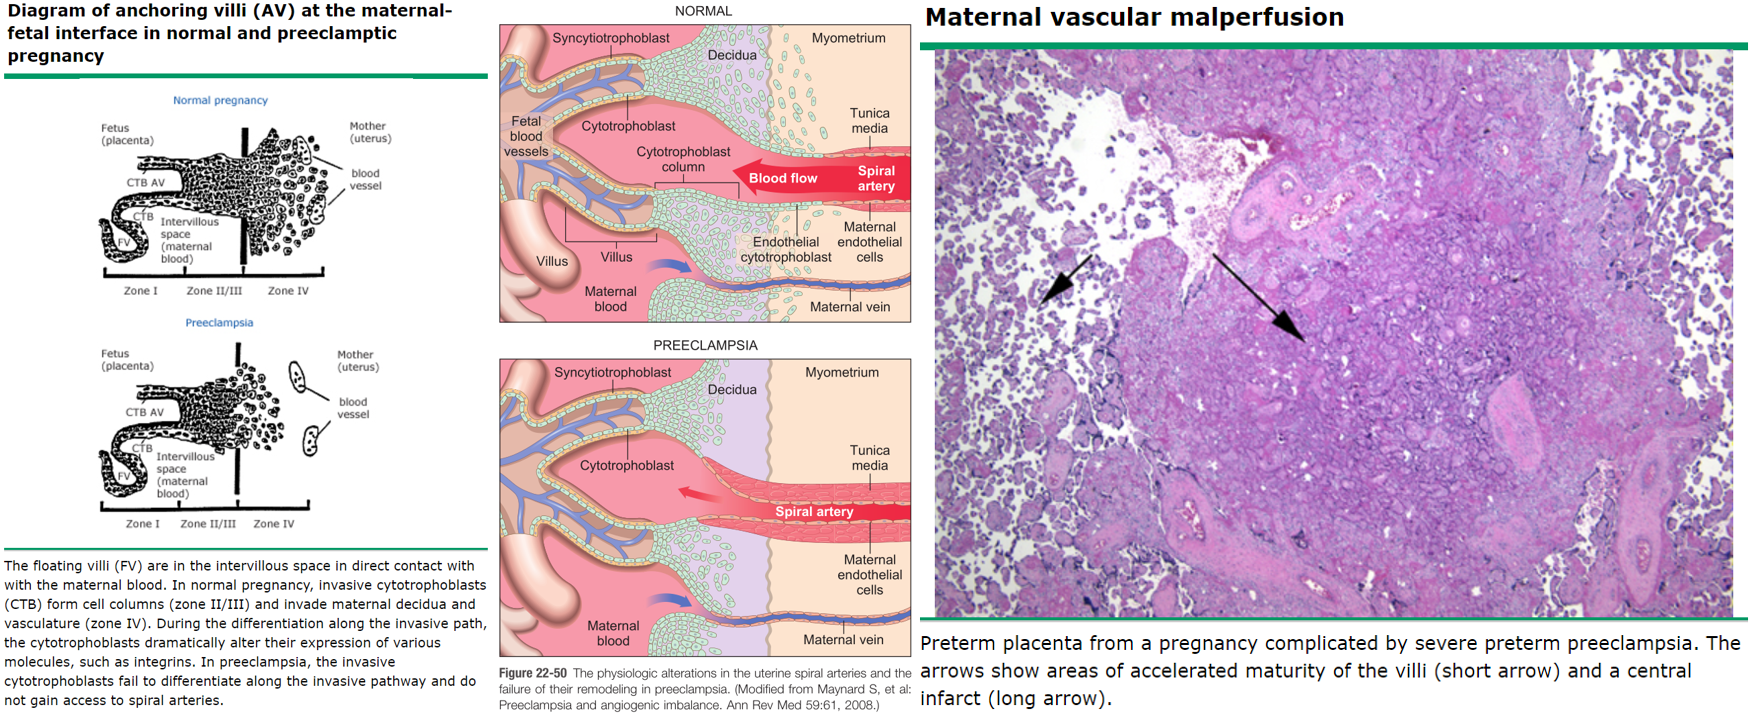 Diagram of anchoring villi (AV) at the maternal-
fetal interface in normal and preeclamptic
pregnancy
Normal pregnancy
Fetus
(placenta)
Mother
(uterus)
blood
vessel
CTB AV
CTB
Intervillous
space
(maternal
blood)
FV
Zone I
Zone II/III
Zone IV
Preeclampsia
Fetus
(placenta)
Mother
(uterus)
blood
vessel
CTB AV
CTB
Intervillous
space
(maternal
blood)
FV
Zone I
Zone II/III
Zone IV
The floating villi (FV) are in the intervillous space in direct contact with
with the maternal blood. In normal pregnancy, invasive cytotrophoblasts
(CTB) form cell columns (zone II/III) and invade maternal decidua and
vasculature (zone IV). During the differentiation along the invasive path,
the cytotrophoblasts dramatically alter their expression of various
molecules, such as integrins. In preeclampsia, the invasive
cytotrophoblasts fail to differentiate along the invasive pathway and do
not gain access to spiral arteries.
NORMAL
Syncytiotrophoblast
Decidua
Myometrium
Fetal
blood
vessels
Cytotrophoblast
Tunica
media
Cytotrophoblast
column
Blood flow
Spiral
artery
Villus
Villus
Endothelial
cytotrophoblast
Maternal
endothelial
cells
Maternal
blood
Maternal vein
PREECLAMPSIA
Syncytiotrophoblast
Decidua
Myometrium
Cytotrophoblast
Tunica
media
Spiral artery
Maternal
endothelial
cells
Maternal
blood
Maternal vein
Figure 22-50 The physiologic alterations in the uterine spiral arteries and the
failure of their remodeling in preeclampsia. (Modified from Maynard S, et al:
Preeclampsia and angiogenic imbalance. Ann Rev Med 59:61, 2008.)
Maternal vascular malperfusion
Preterm placenta from a pregnancy complicated by severe preterm preeclampsia. The
arrows show areas of accelerated maturity of the villi (short arrow) and a central
infarct (long arrow).